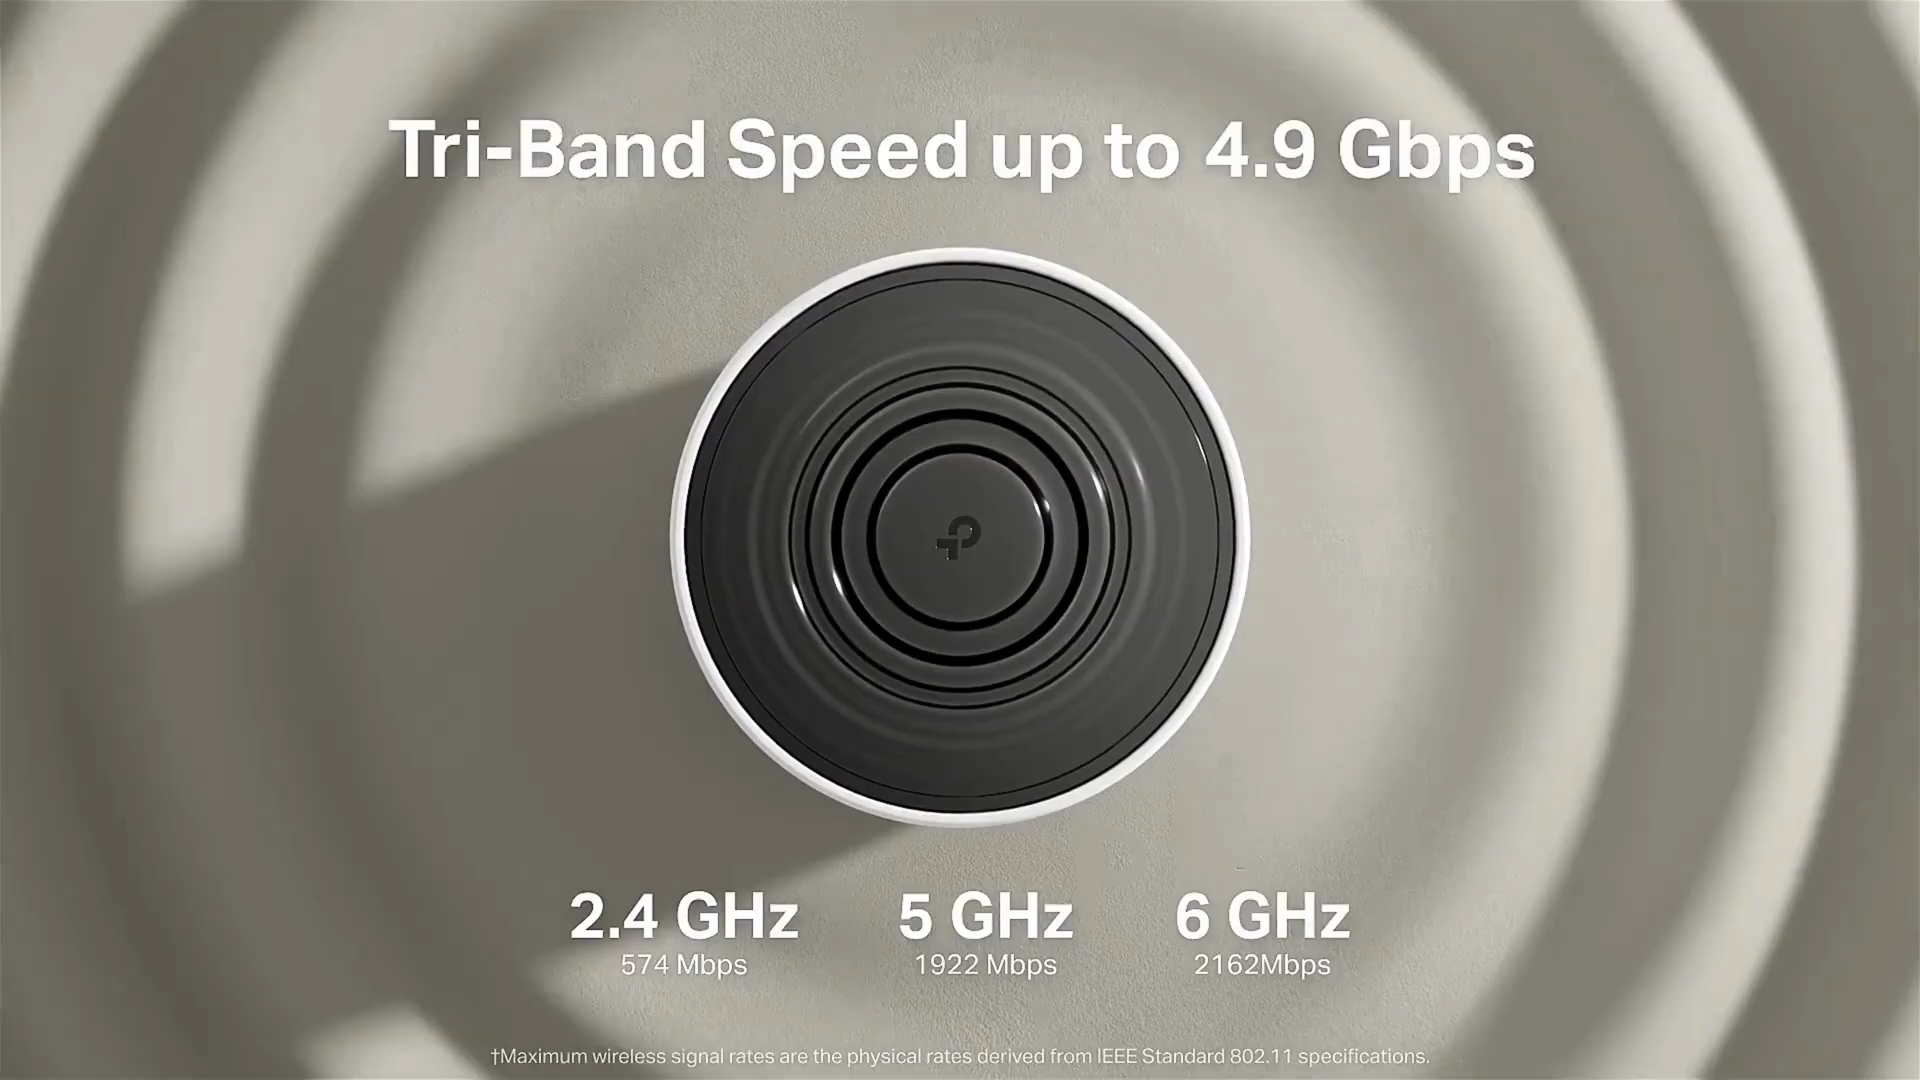 Tri-Band Speed up to 4.9 Gbps
2.4 GHz
574 Mbps
5 GHz
1922 Mbps
6 GHz
2162Mbps
†Maximum wireless signal rates are the physical rates derived from IEEE Standard 802.11 specifications.